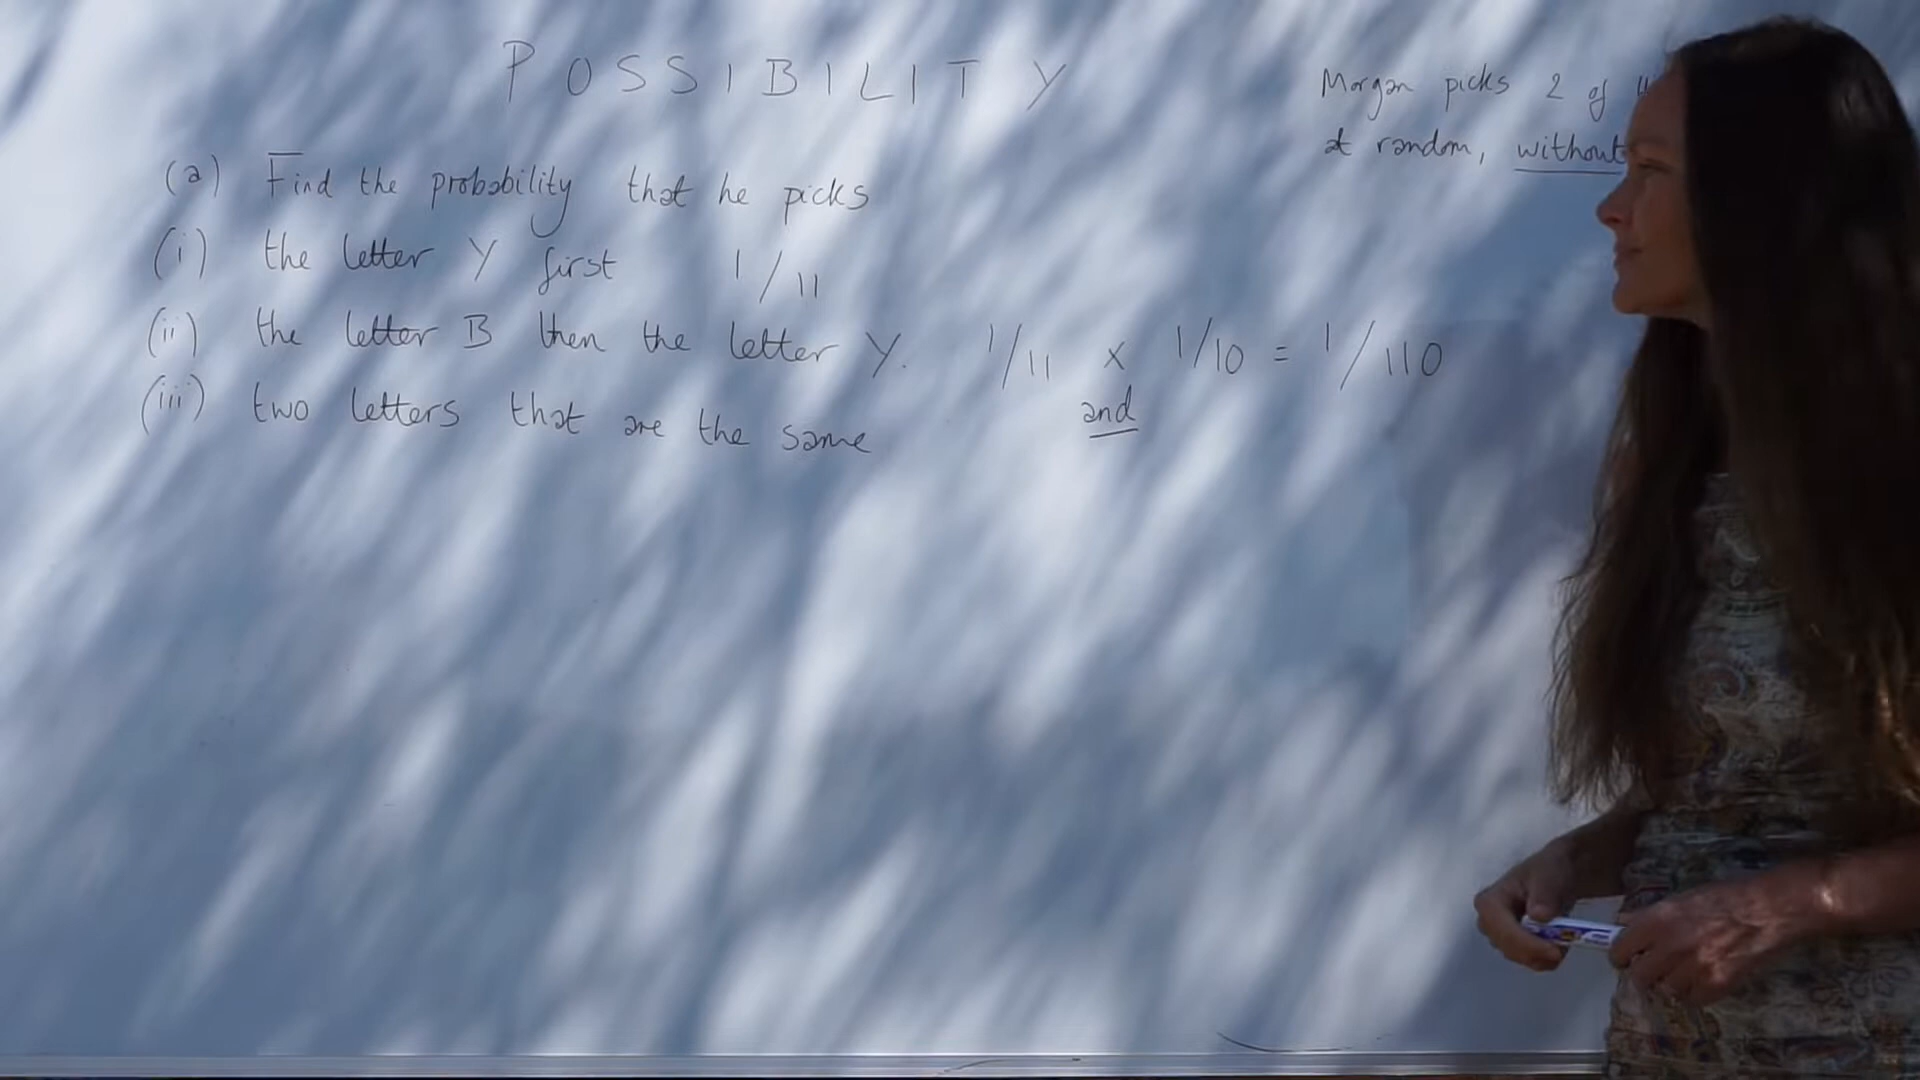 POSSIBILITY
Morgan picks 2 of
at random, without
(a) Find the probability that he picks
(i) the letter Y first 1/11
(ii) the letter B then the letter Y. 1/11 x 1/10 = 1/110
and
(iii) two letters that are the same